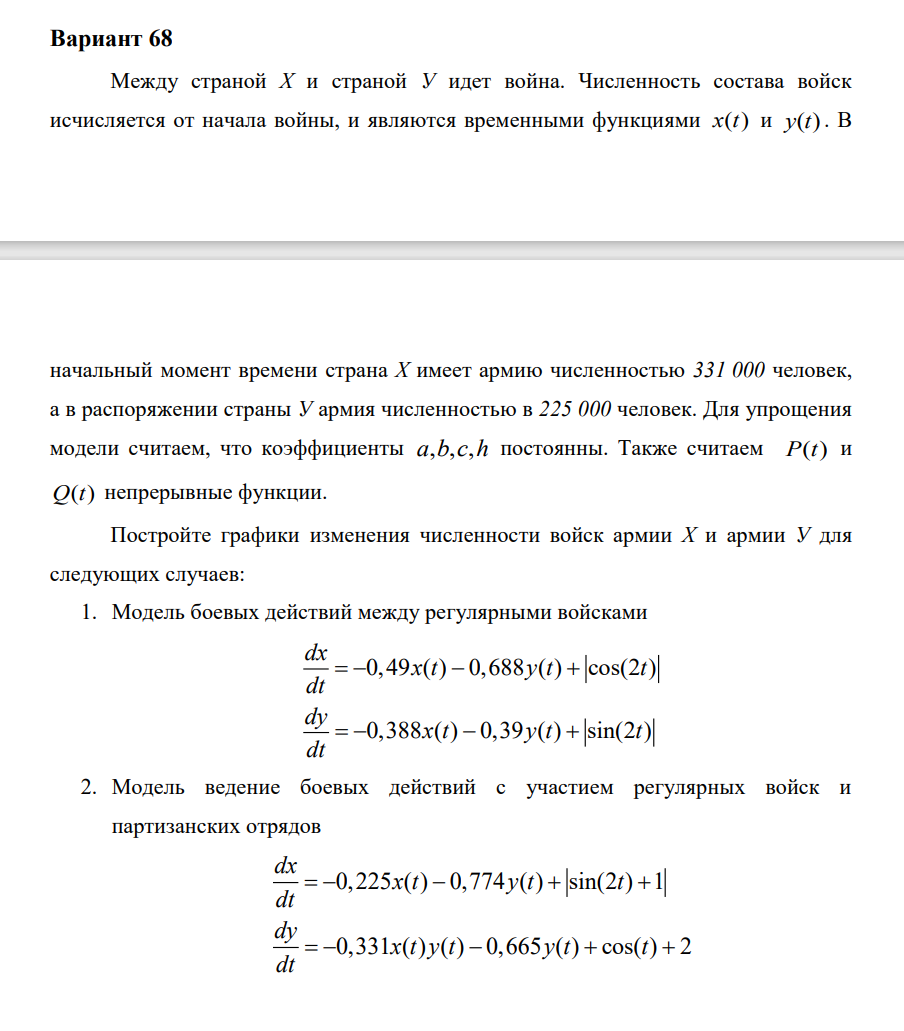 Вариант 68
Между страной X и страной У идет война. Численность состава войск
исчисляется от начала войны, и являются временными функциями x(t) и y(t). В
начальный момент времени страна X имеет армию численностью 331 000 человек,
а в распоряжении страны У армия численностью в 225 000 человек. Для упрощения
модели считаем, что коэффициенты a,b,c,h постоянны. Также считаем P(t) и
Q(t) непрерывные функции.
Постройте графики изменения численности войск армии X и армии У для
следующих случаев:
1. Модель боевых действий между регулярными войсками
dx/dt = −0,49x(t) − 0,688y(t) + |cos(2t)|
dy/dt = −0,388x(t) − 0,39y(t) + |sin(2t)|
2. Модель ведение боевых действий с участием регулярных войск и
партизанских отрядов
dx/dt = −0,225x(t) − 0,774y(t) + |sin(2t) + 1|
dy/dt = −0,331x(t)y(t) − 0,665y(t) + cos(t) + 2